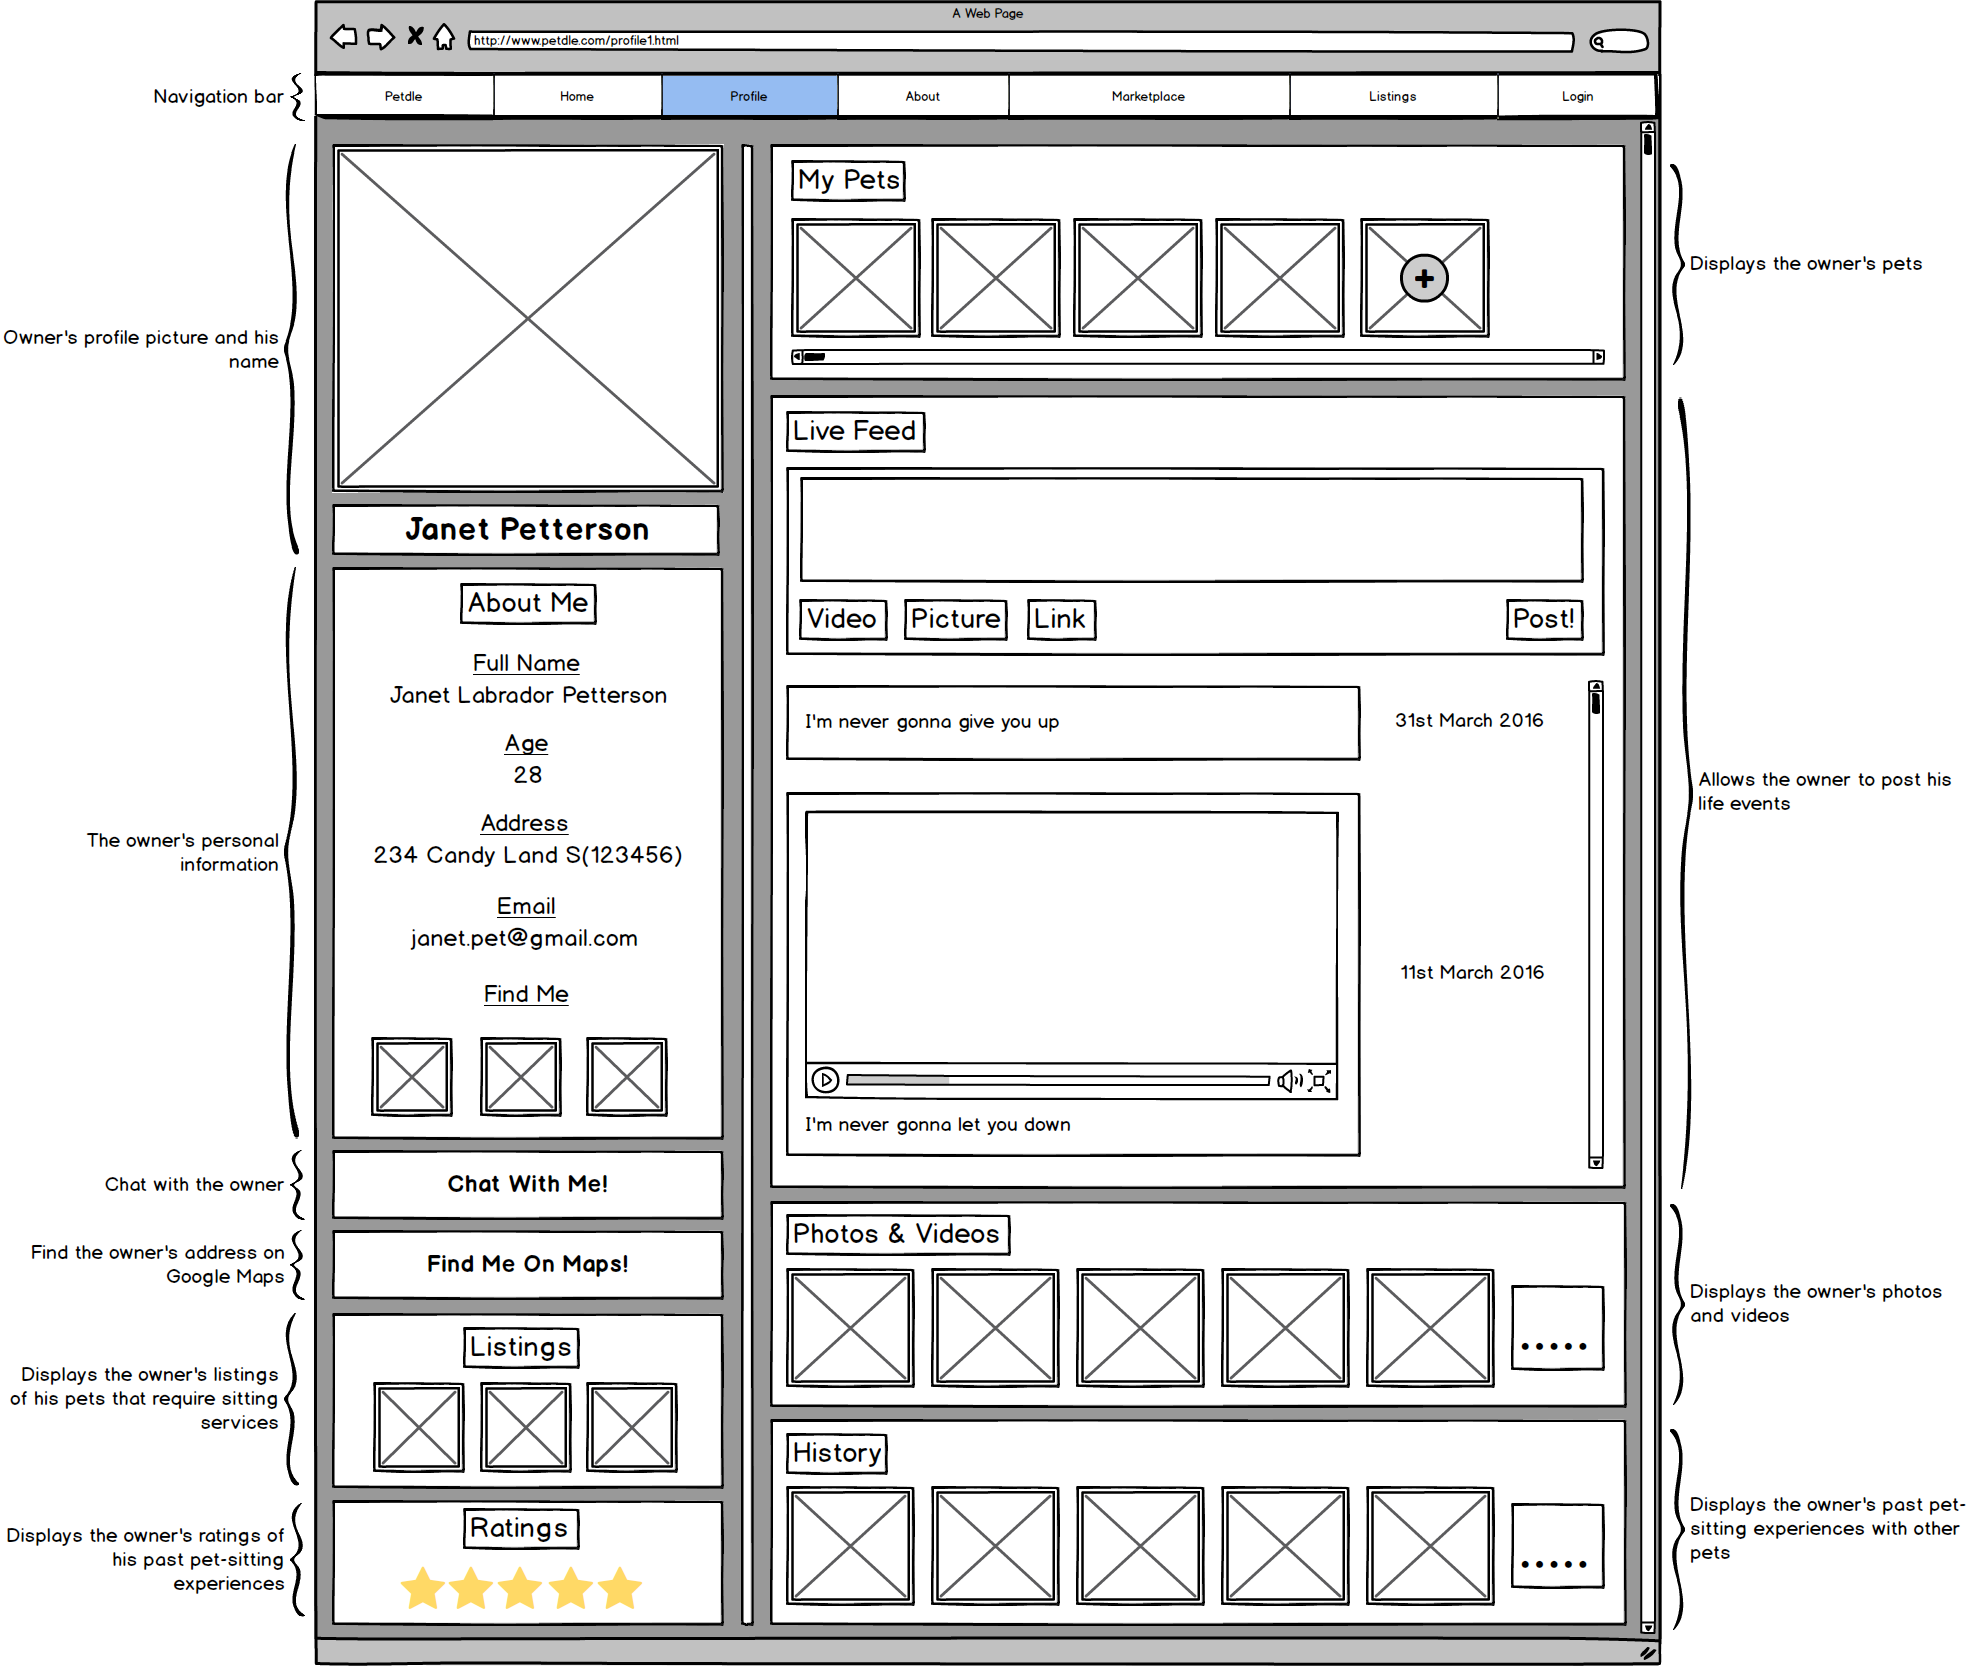 A Web Page
http://www.petdle.com/profile1.html
Navigation bar
Petdle
Home
Profile
About
Marketplace
Listings
Login
Owner's profile picture and his
name
Janet Petterson
The owner's personal
information
About Me
Full Name
Janet Labrador Petterson
Age
28
Address
234 Candy Land S(123456)
Email
janet.pet@gmail.com
Find Me
Chat with the owner
Chat With Me!
Find the owner's address on
Google Maps
Find Me On Maps!
Displays the owner's listings
of his pets that require sitting
services
Listings
Displays the owner's ratings of
his past pet-sitting
experiences
Ratings
My Pets
Displays the owner's pets
Live Feed
Video
Picture
Link
Post!
I'm never gonna give you up
31st March 2016
I'm never gonna let you down
11st March 2016
Allows the owner to post his
life events
Photos & Videos
.....
Displays the owner's photos
and videos
History
.....
Displays the owner's past pet-
sitting experiences with other
pets